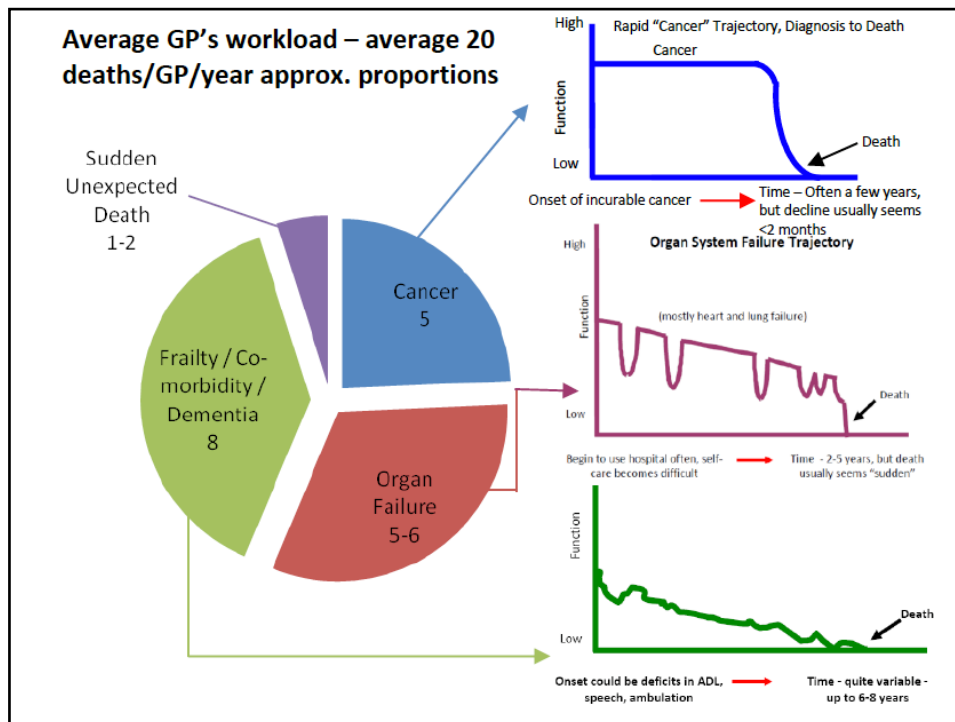 Average GP's workload – average 20
deaths/GP/year approx. proportions
Sudden
Unexpected
Death
1-2
Cancer
5
Frailty / Co-
morbidity /
Dementia
8
Organ
Failure
5-6
High
Rapid "Cancer" Trajectory, Diagnosis to Death
Cancer
Function
Death
Low
Onset of incurable cancer
Time – Often a few years,
but decline usually seems
<2 months
High
Organ System Failure Trajectory
Function
(mostly heart and lung failure)
Low
Death
Begin to use hospital often, self-
care becomes difficult
Time - 2-5 years, but death
usually seems "sudden"
Function
Low
Death
Onset could be deficits in ADL,
speech, ambulation
Time - quite variable -
up to 6-8 years